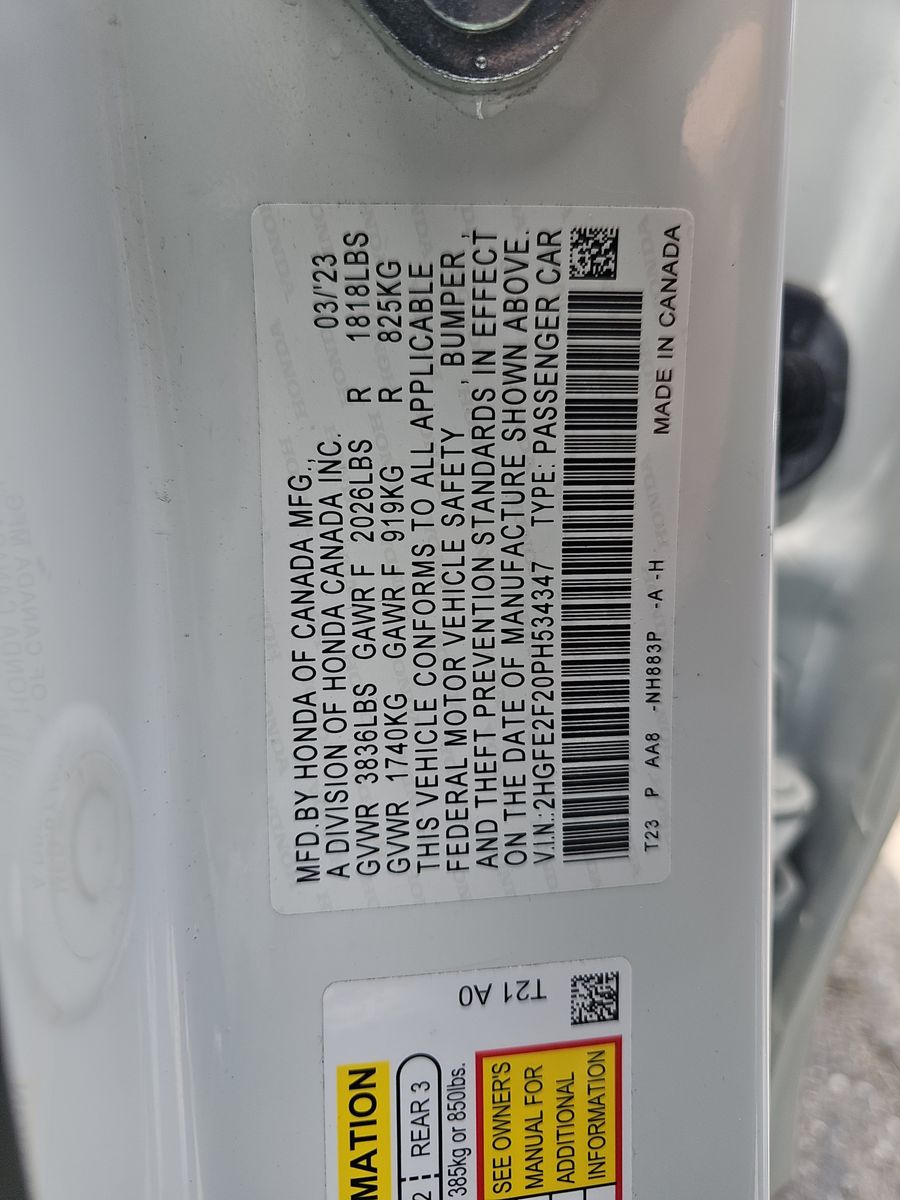 MFD.BY HONDA OF CANADA MFG.,
A DIVISION OF HONDA CANADA INC. 03/'23
GVWR 3836LBS GAWR F 2026LBS R 1818LBS
GVWR 1740KG GAWR F 919KG R 825KG
THIS VEHICLE CONFORMS TO ALL APPLICABLE
FEDERAL MOTOR VEHICLE SAFETY, BUMPER,
AND THEFT PREVENTION STANDARDS IN EFFECT
ON THE DATE OF MANUFACTURE SHOWN ABOVE.
V.I.N.:2HGFE2F20PH534347 TYPE: PASSENGER CAR
T23 P AA8 -NH883P -A -H MADE IN CANADA
T21 A0
MATION
2 REAR 3
385kg or 850lbs.
SEE OWNER'S
MANUAL FOR
ADDITIONAL
INFORMATION